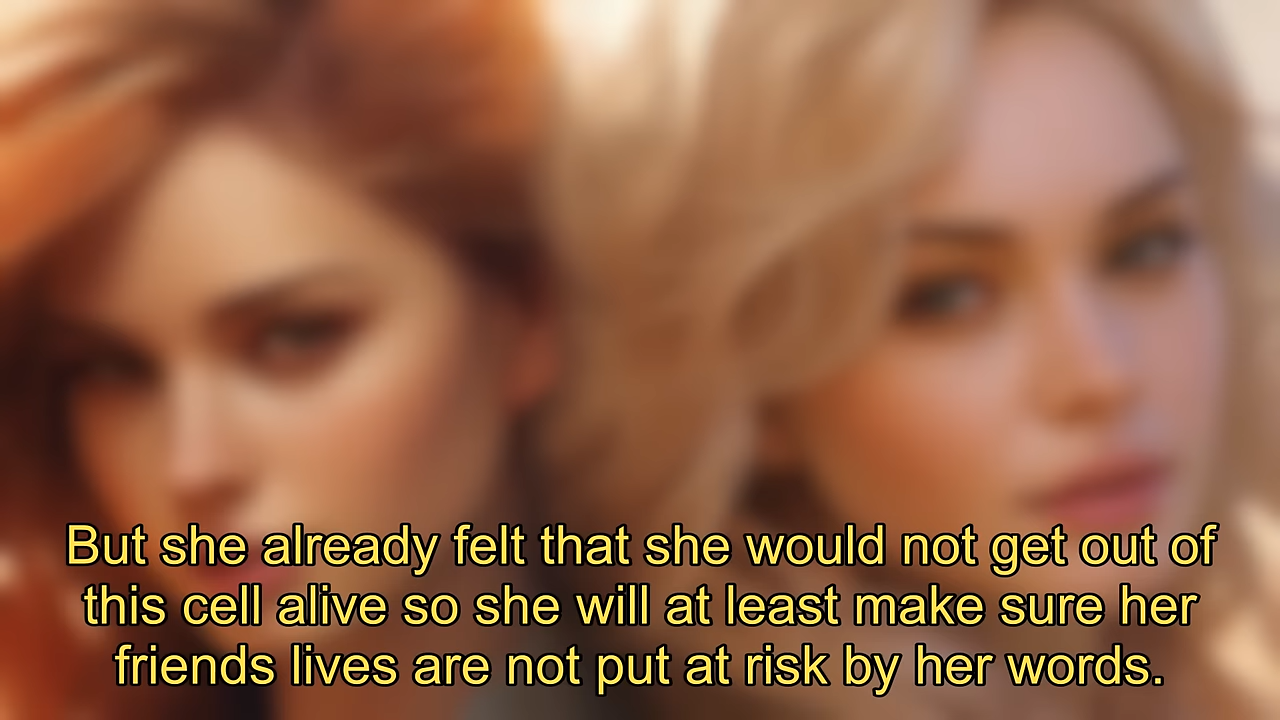 But she already felt that she would not get out of
this cell alive so she will at least make sure her
friends lives are not put at risk by her words.